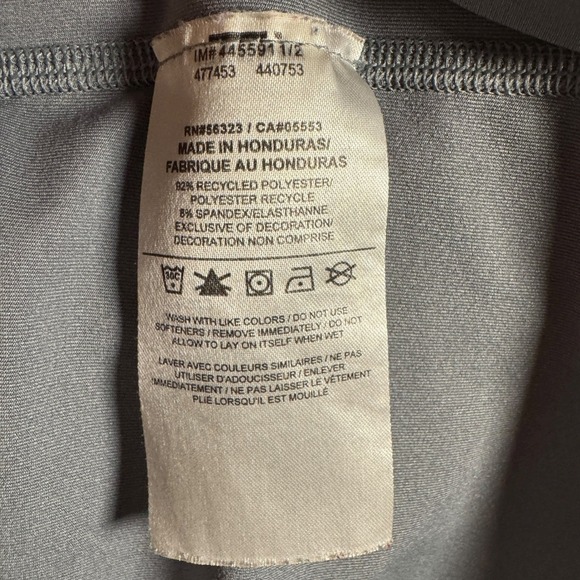 IM#445591 1/2
477453 440753
RN#56323 / CA#05553
MADE IN HONDURAS/
FABRIQUE AU HONDURAS
92% RECYCLED POLYESTER/
POLYESTER RECYCLE
8% SPANDEX/ELASTHANNE
EXCLUSIVE OF DECORATION/
DECORATION NON COMPRISE
30C
WASH WITH LIKE COLORS / DO NOT USE
SOFTENERS / REMOVE IMMEDIATELY / DO NOT
ALLOW TO LAY ON ITSELF WHEN WET
LAVER AVEC COULEURS SIMILAIRES / NE PAS
UTILISER D'ADOUCISSEUR / ENLEVER
IMMEDIATEMENT / NE PAS LAISSER LE VÊTEMENT
PLIÉ LORSQU'IL EST MOUILLÉ